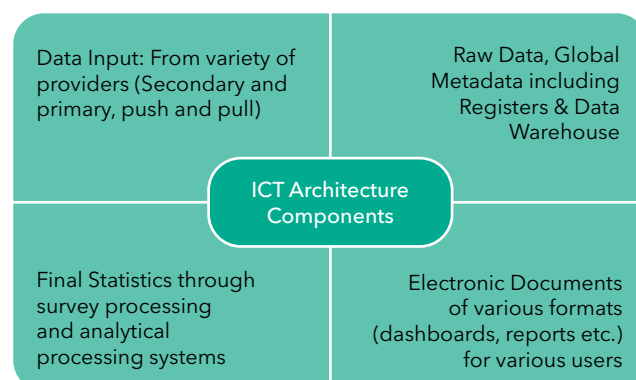 Data Input: From variety of
providers (Secondary and
primary, push and pull)
Raw Data, Global
Metadata including
Registers & Data
Warehouse
ICT Architecture
Components
Final Statistics through
survey processing
and analytical
processing systems
Electronic Documents
of various formats
(dashboards, reports etc.)
for various users